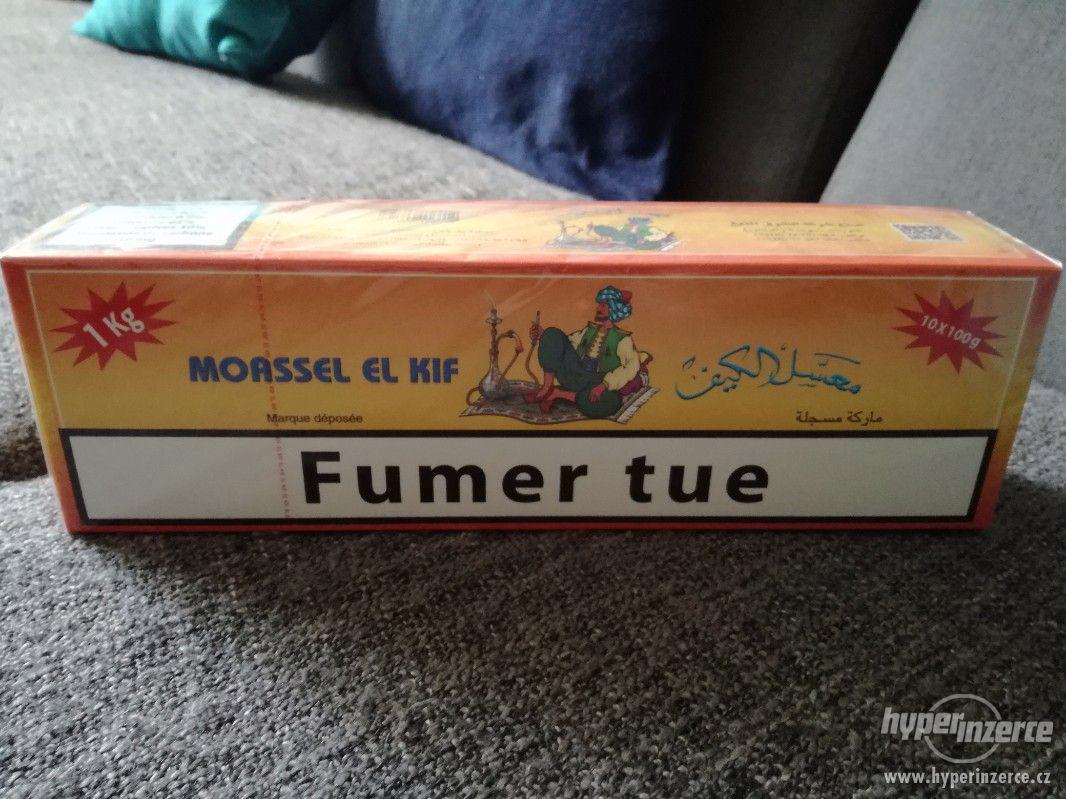 1 Kg
MOASSEL EL KIF
Marque déposée
معسل الكيف
ماركة مسجلة
10X100g
Fumer tue
hyperinzerce
www.hyperinzerce.cz